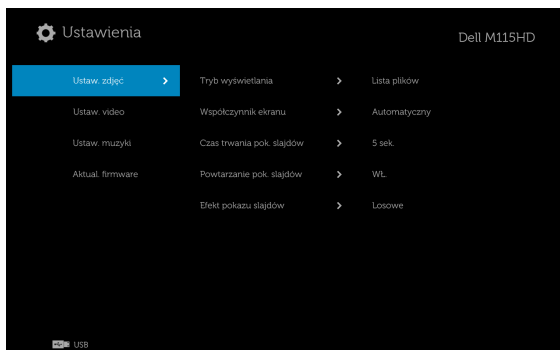 Ustawienia
Dell M115HD
Ustaw. zdjęć > Tryb wyświetlania > Lista plików
Ustaw. video Współczynnik ekranu > Automatyczny
Ustaw. muzyki Czas trwania pok. slajdów > 5 sek.
Aktual. firmware Powtarzanie pok. slajdów > WŁ.
Efekt pokazu slajdów > Losowe
USB